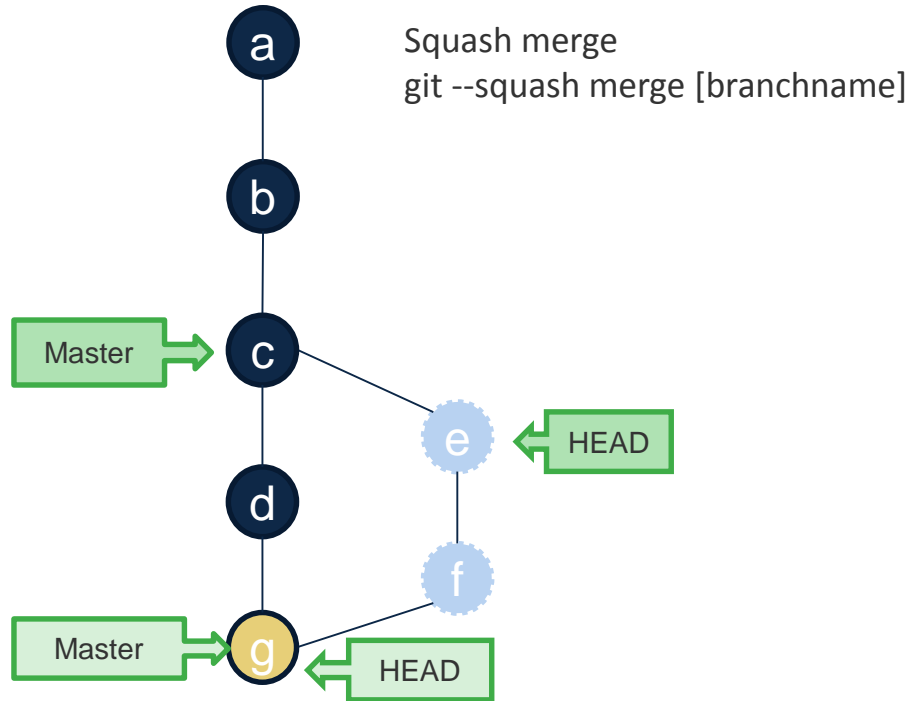 a
Squash merge
git --squash merge [branchname]
b
Master
c
e
HEAD
d
f
Master
g
HEAD